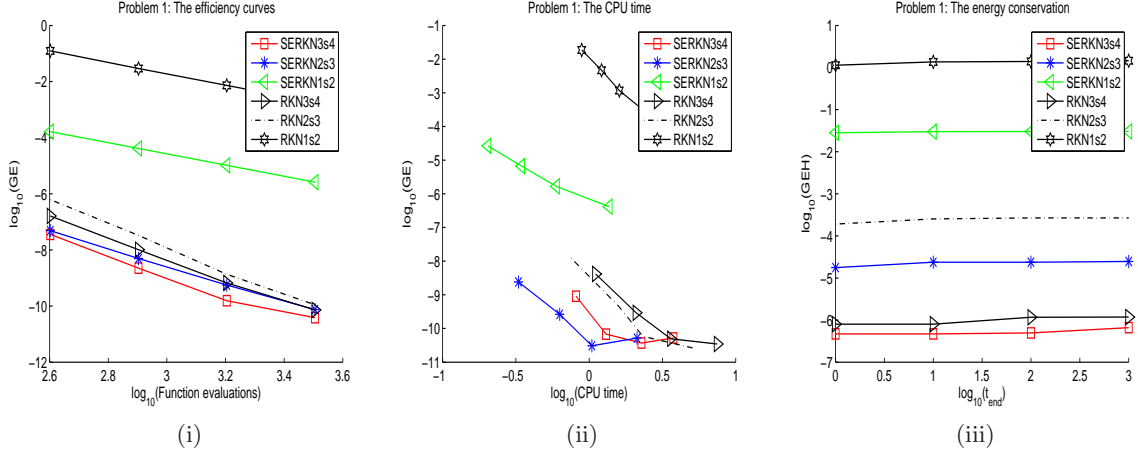 Problem 1: The efficiency curves
0
−2
−4
−6
−8
−10
−12
log10(GE)
2.6
2.8
3
3.2
3.4
3.6
log10(Function evaluations)
SERKN3s4
SERKN2s3
SERKN1s2
RKN3s4
RKN2s3
RKN1s2
(i)
Problem 1: The CPU time
−1
−2
−3
−4
−5
−6
−7
−8
−9
−10
−11
log10(GE)
−1
−0.5
0
0.5
1
log10(CPU time)
SERKN3s4
SERKN2s3
SERKN1s2
RKN3s4
RKN2s3
RKN1s2
(ii)
Problem 1: The energy conservation
1
0
−1
−2
−3
−4
−5
−6
−7
log10(GEH)
0
0.5
1
1.5
2
2.5
3
log10(tend)
SERKN3s4
SERKN2s3
SERKN1s2
RKN3s4
RKN2s3
RKN1s2
(iii)